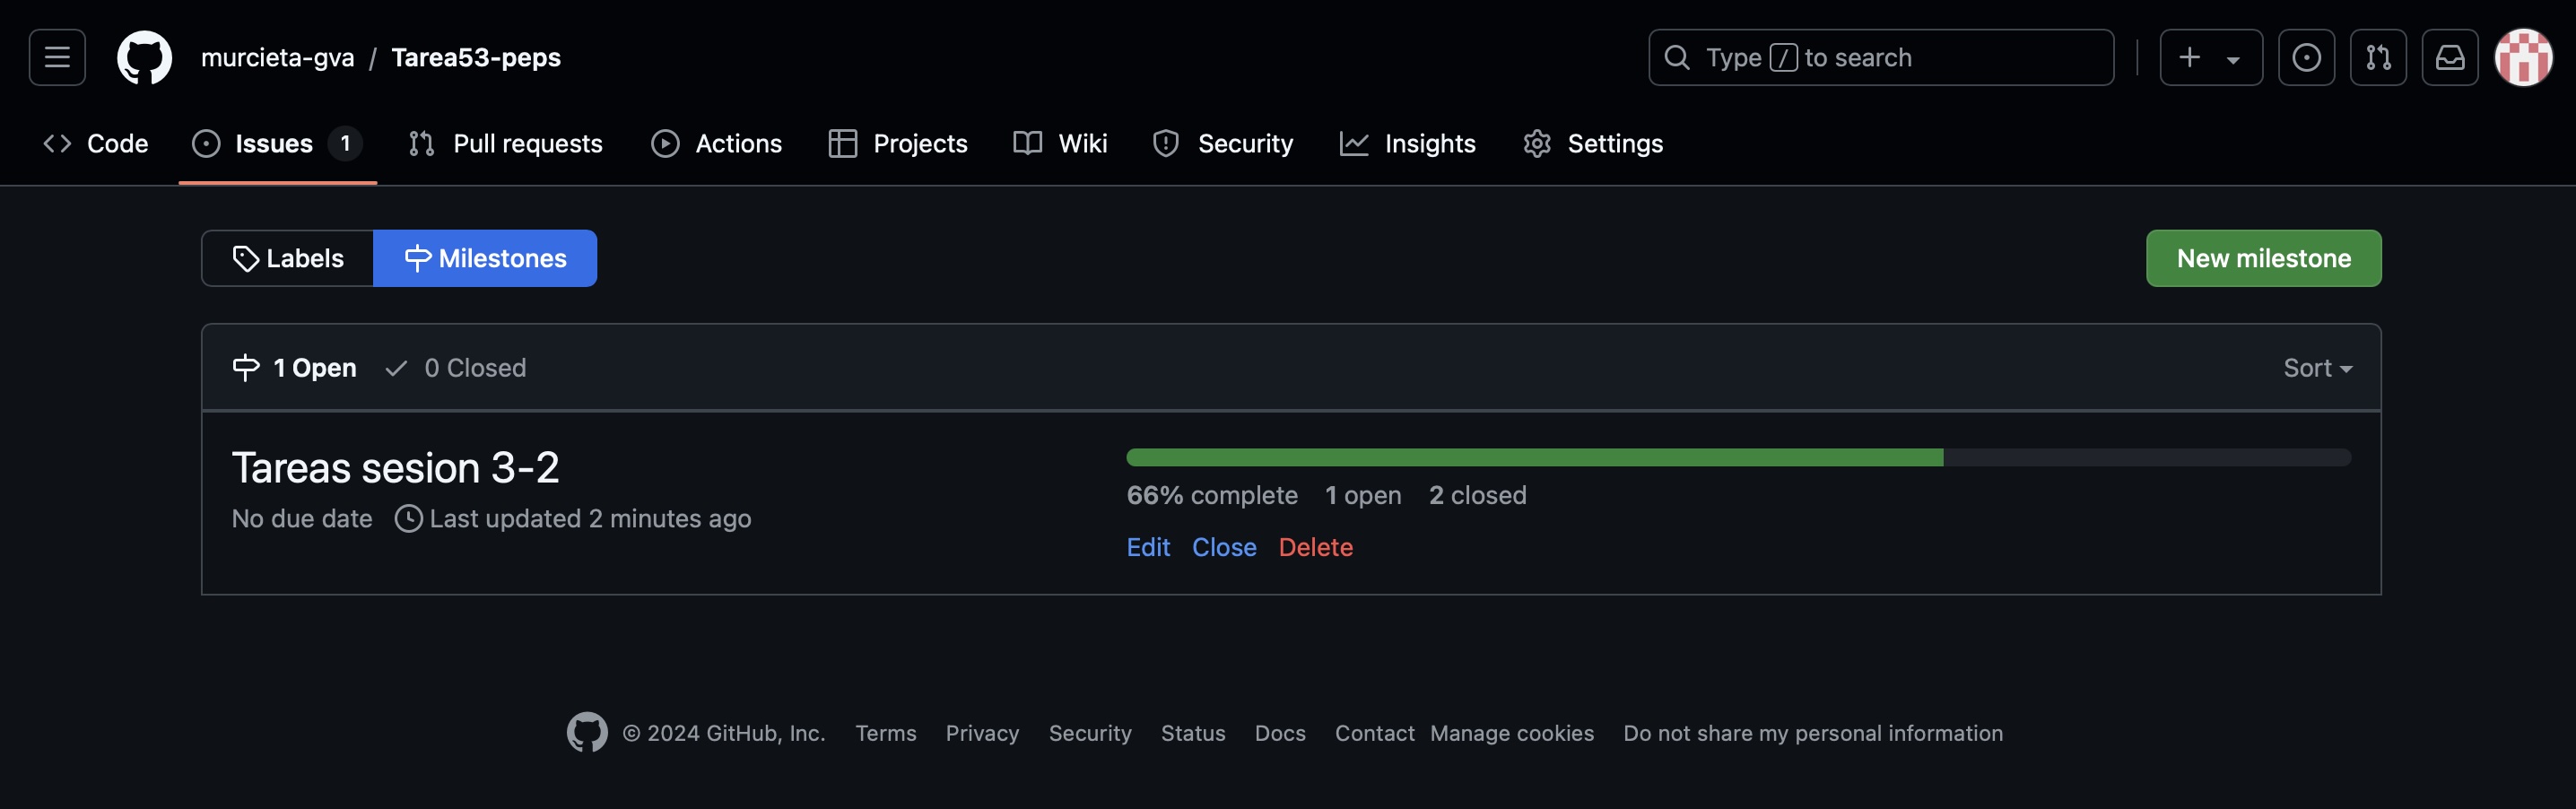 murcieta-gva / Tarea53-peps
Type / to search
Code Issues 1 Pull requests Actions Projects Wiki Security Insights Settings
Labels Milestones New milestone
1 Open 0 Closed Sort
Tareas sesion 3-2
No due date Last updated 2 minutes ago
66% complete 1 open 2 closed
Edit Close Delete
© 2024 GitHub, Inc. Terms Privacy Security Status Docs Contact Manage cookies Do not share my personal information